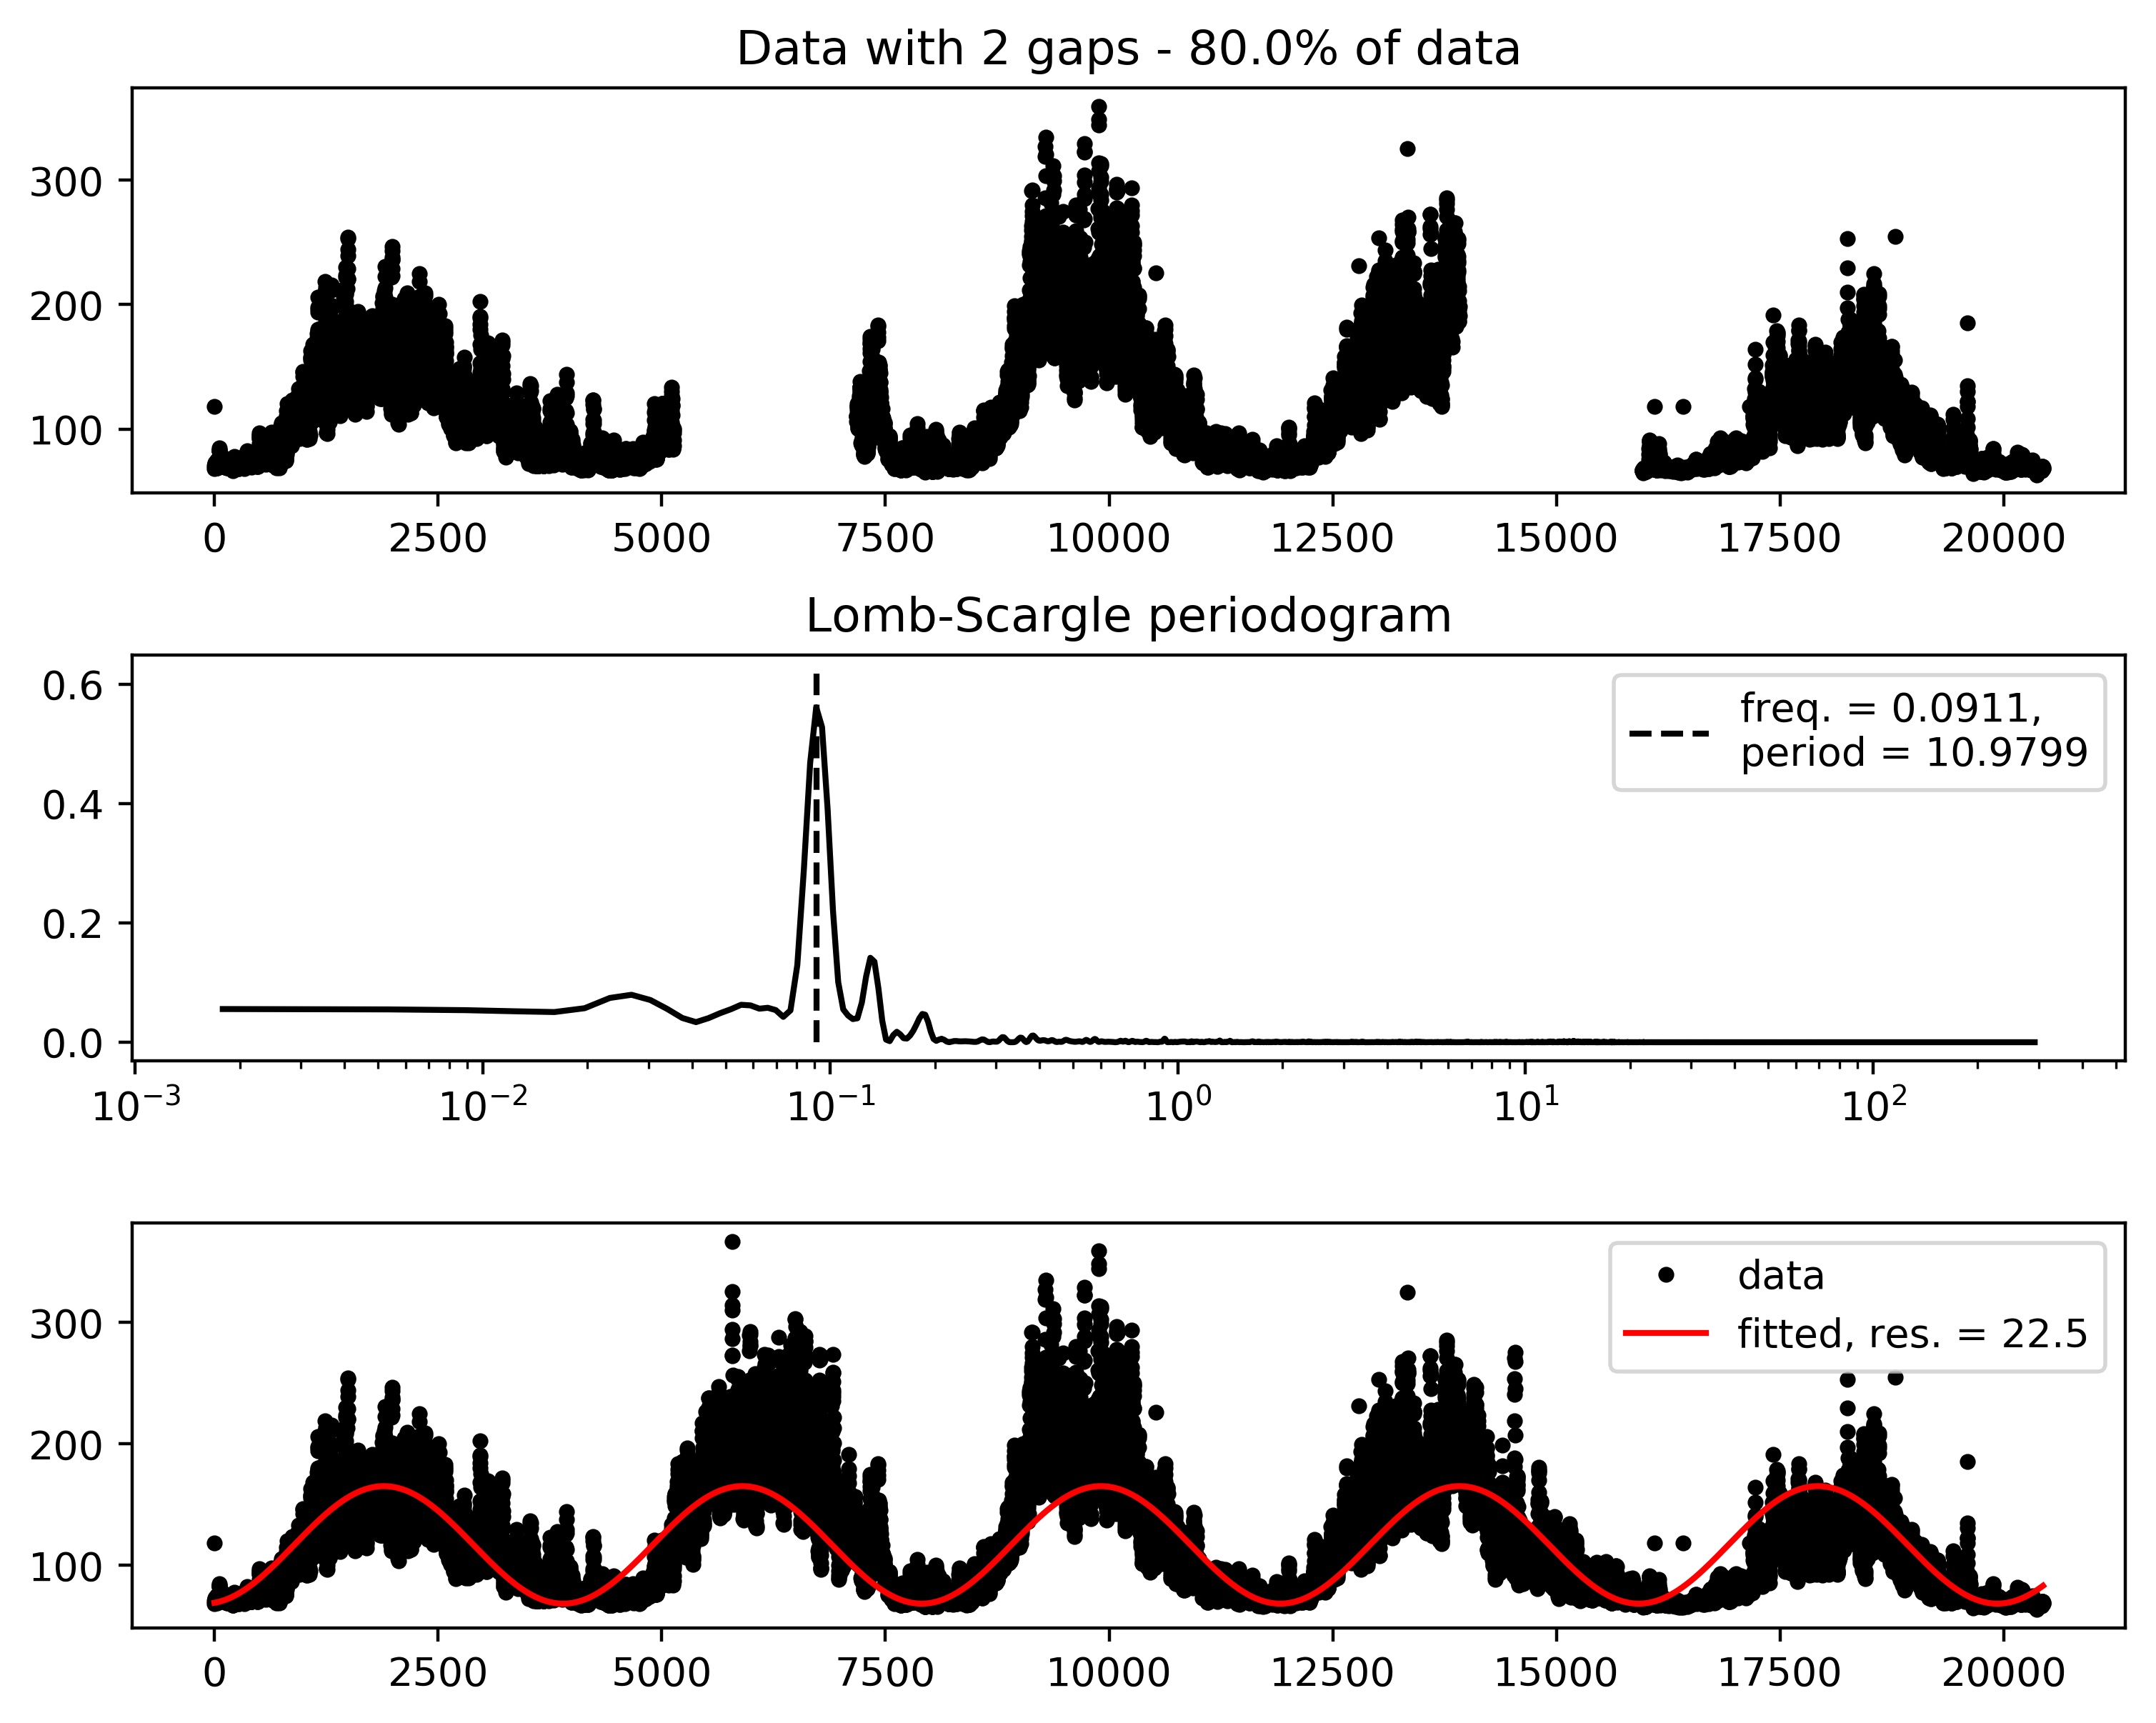 Data with 2 gaps - 80.0% of data
300
200
100
0 2500 5000 7500 10000 12500 15000 17500 20000
Lomb-Scargle periodogram
0.6
0.4
0.2
0.0
freq. = 0.0911,
period = 10.9799
10⁻³ 10⁻² 10⁻¹ 10⁰ 10¹ 10²
300
200
100
data
fitted, res. = 22.5
0 2500 5000 7500 10000 12500 15000 17500 20000